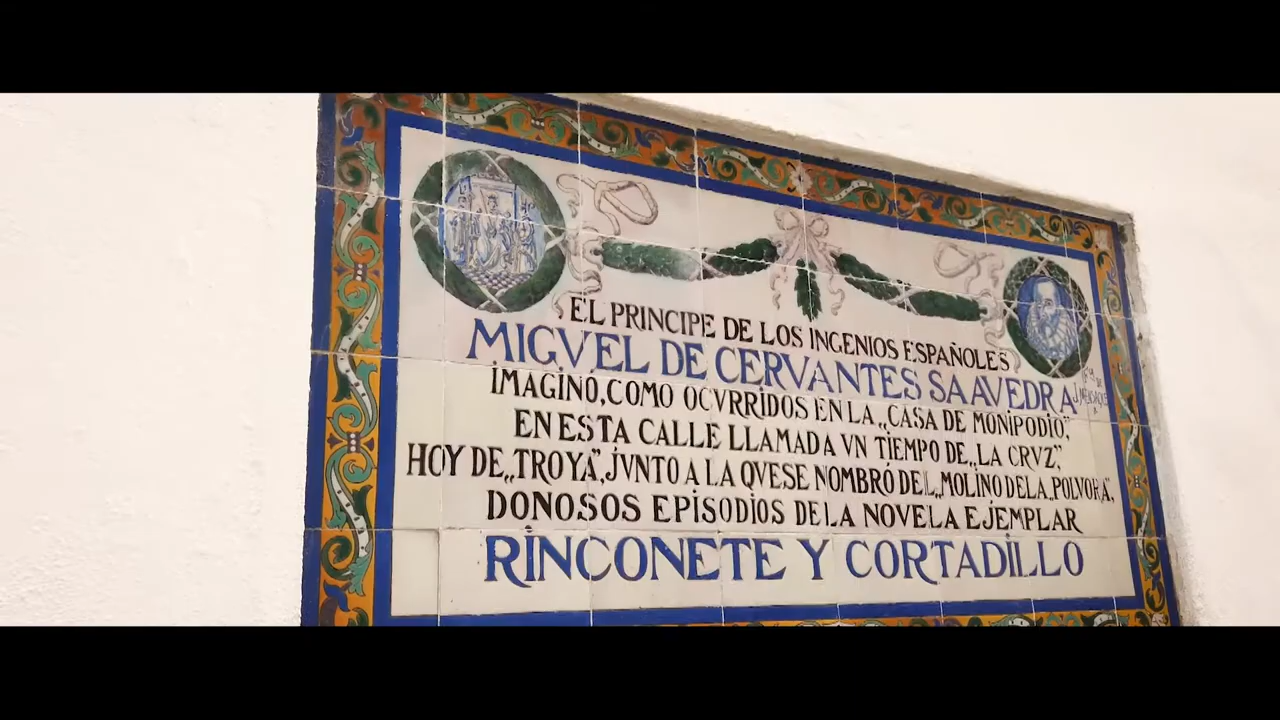 EL PRINCIPE DE LOS INGENIOS ESPAÑOLES
MIGVEL DE CERVANTES SAAVEDRA
IMAGINO, COMO OCVRRIDOS EN LA „CASA DE MONIPODIO",
EN ESTA CALLE LLAMADA VN TIEMPO DE „LA CRVZ",
HOY DE „TROYA", JVNTO A LA QVE SE NOMBRÓ DEL „MOLINO DE LA POLVORA",
DONOSOS EPISODIOS DE LA NOVELA EJEMPLAR
RINCONETE Y CORTADILLO